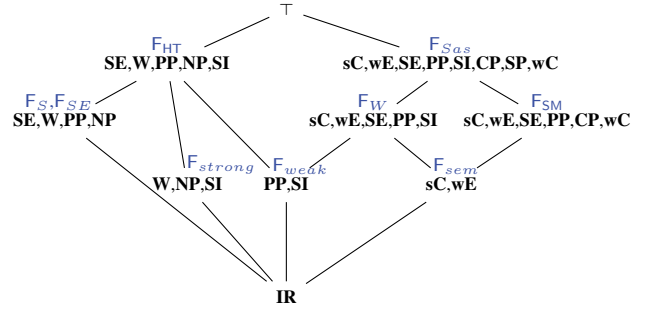 ⊤
F_HT F_Sas
SE,W,PP,NP,SI sC,wE,SE,PP,SI,CP,SP,wC
F_S,F_SE F_W F_SM
SE,W,PP,NP sC,wE,SE,PP,SI sC,wE,SE,PP,CP,wC
F_strong F_weak F_sem
W,NP,SI PP,SI sC,wE
IR